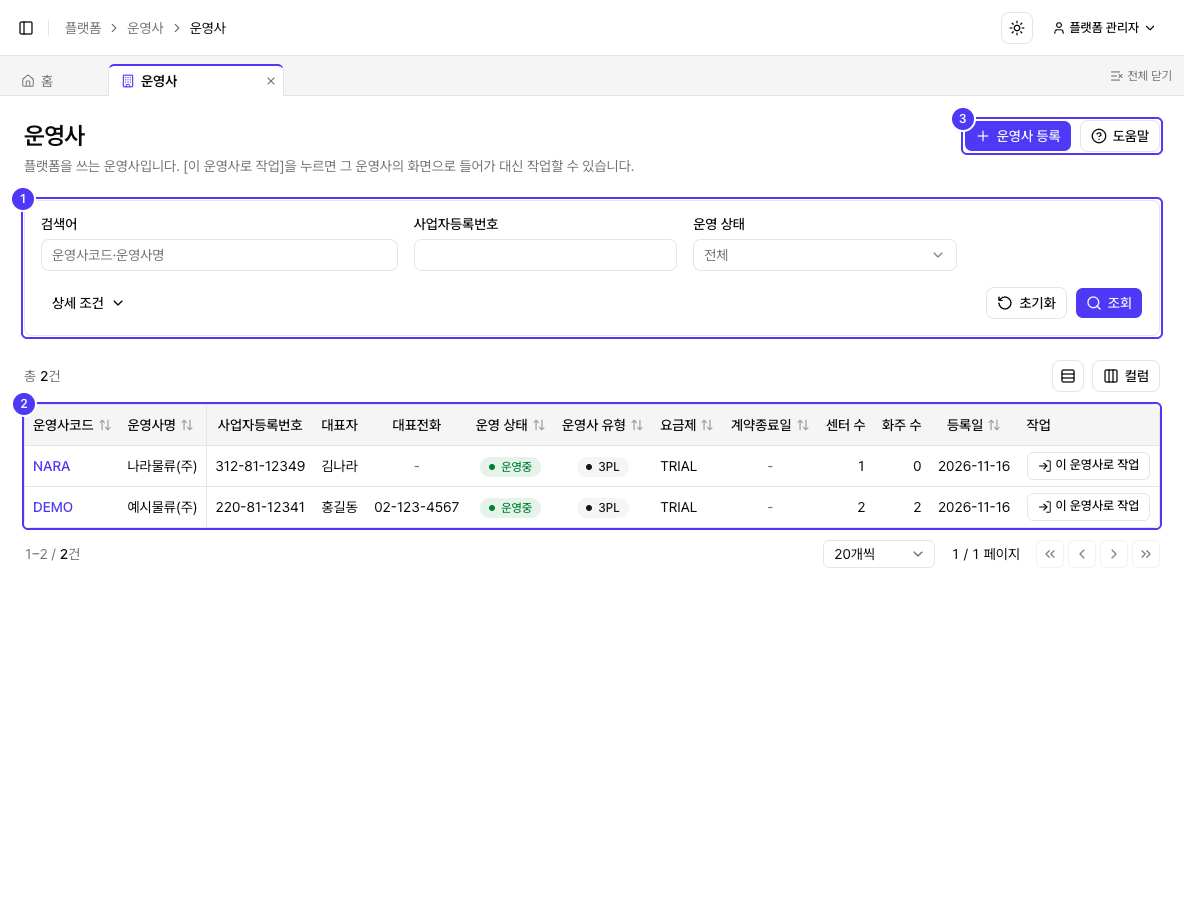 플랫폼 > 운영사 > 운영사
플랫폼 관리자
홈
운영사
전체 닫기
운영사
플랫폼을 쓰는 운영사입니다. [이 운영사로 작업]을 누르면 그 운영사의 화면으로 들어가 대신 작업할 수 있습니다.
3
운영사 등록
도움말
1
검색어
사업자등록번호
운영 상태
운영사코드·운영사명
전체
상세 조건
초기화
조회
총 2건
컬럼
2
운영사코드 운영사명 사업자등록번호 대표자 대표전화 운영 상태 운영사 유형 요금제 계약종료일 센터 수 화주 수 등록일 작업
NARA 나라물류(주) 312-81-12349 김나라 - 운영중 3PL TRIAL - 1 0 2026-11-16 이 운영사로 작업
DEMO 예시물류(주) 220-81-12341 홍길동 02-123-4567 운영중 3PL TRIAL - 2 2 2026-11-16 이 운영사로 작업
1–2 / 2건
20개씩
1 / 1 페이지